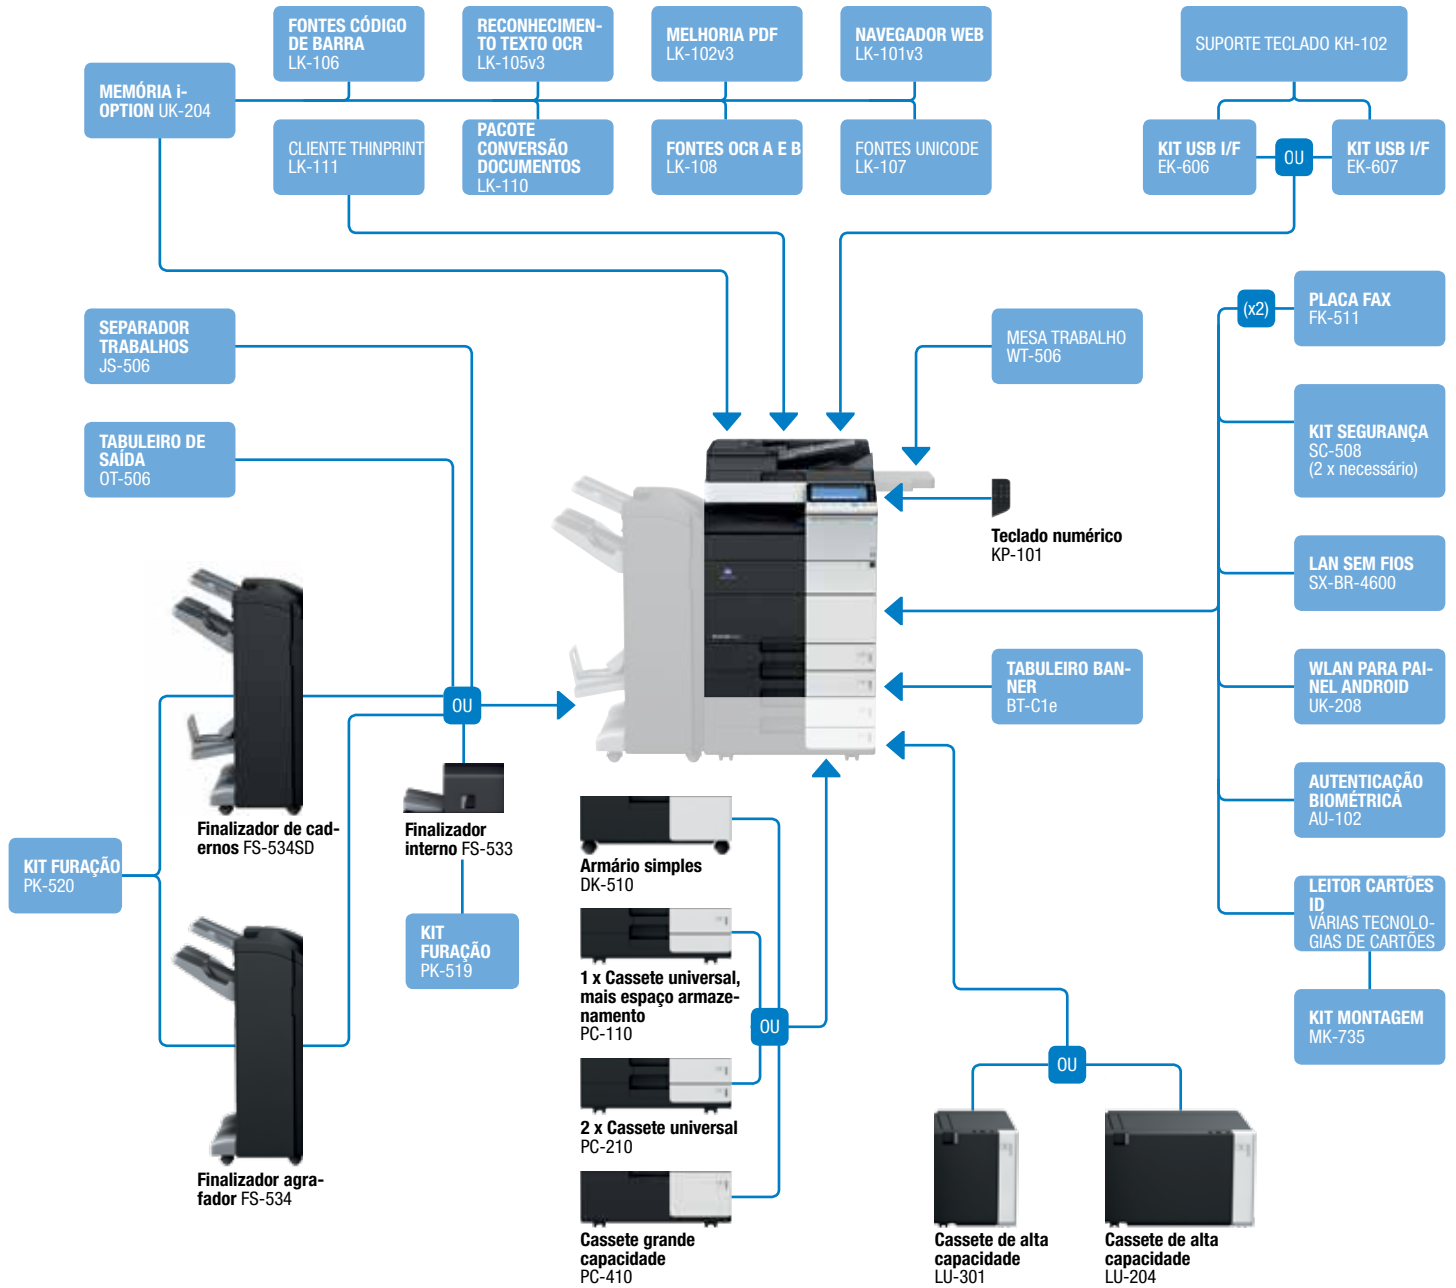 FONTES CÓDIGO
DE BARRA
LK-106
RECONHECIMEN-
TO TEXTO OCR
LK-105v3
MELHORIA PDF
LK-102v3
NAVEGADOR WEB
LK-101v3
SUPORTE TECLADO KH-102
MEMÓRIA i-
OPTION UK-204
CLIENTE THINPRINT
LK-111
PACOTE
CONVERSÃO
DOCUMENTOS
LK-110
FONTES OCR A E B
LK-108
FONTES UNICODE
LK-107
KIT USB I/F
EK-606
OU
KIT USB I/F
EK-607
SEPARADOR
TRABALHOS
JS-506
MESA TRABALHO
WT-506
(x2)
PLACA FAX
FK-511
TABULEIRO DE
SAÍDA
OT-506
KIT SEGURANÇA
SC-508
(2 x necessário)
Teclado numérico
KP-101
LAN SEM FIOS
SX-BR-4600
TABULEIRO BAN-
NER
BT-C1e
WLAN PARA PAI-
NEL ANDROID
UK-208
OU
AUTENTICAÇÃO
BIOMÉTRICA
AU-102
Finalizador de cad-
ernos FS-534SD
Finalizador
interno FS-533
KIT FURAÇÃO
PK-520
Armário simples
DK-510
LEITOR CARTÕES
ID
VÁRIAS TECNOLO-
GIAS DE CARTÕES
KIT
FURAÇÃO
PK-519
1 x Cassete universal,
mais espaço armaze-
namento
PC-110
OU
KIT MONTAGEM
MK-735
OU
2 x Cassete universal
PC-210
Finalizador agra-
fador FS-534
Cassete grande
capacidade
PC-410
Cassete de alta
capacidade
LU-301
Cassete de alta
capacidade
LU-204